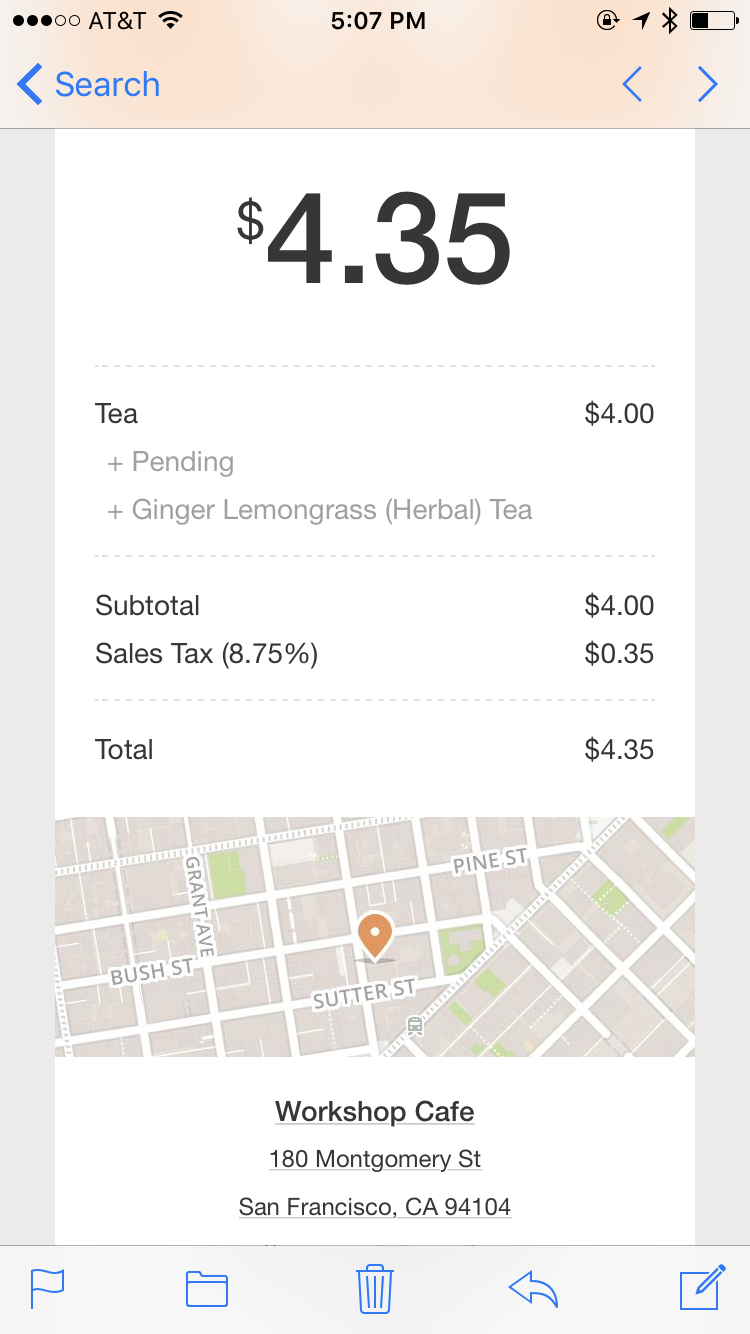 AT&T 5:07 PM
Search
$4.35
Tea $4.00
+ Pending
+ Ginger Lemongrass (Herbal) Tea
Subtotal $4.00
Sales Tax (8.75%) $0.35
Total $4.35
PINE ST
GRANT AVE
BUSH ST
SUTTER ST
Workshop Cafe
180 Montgomery St
San Francisco, CA 94104